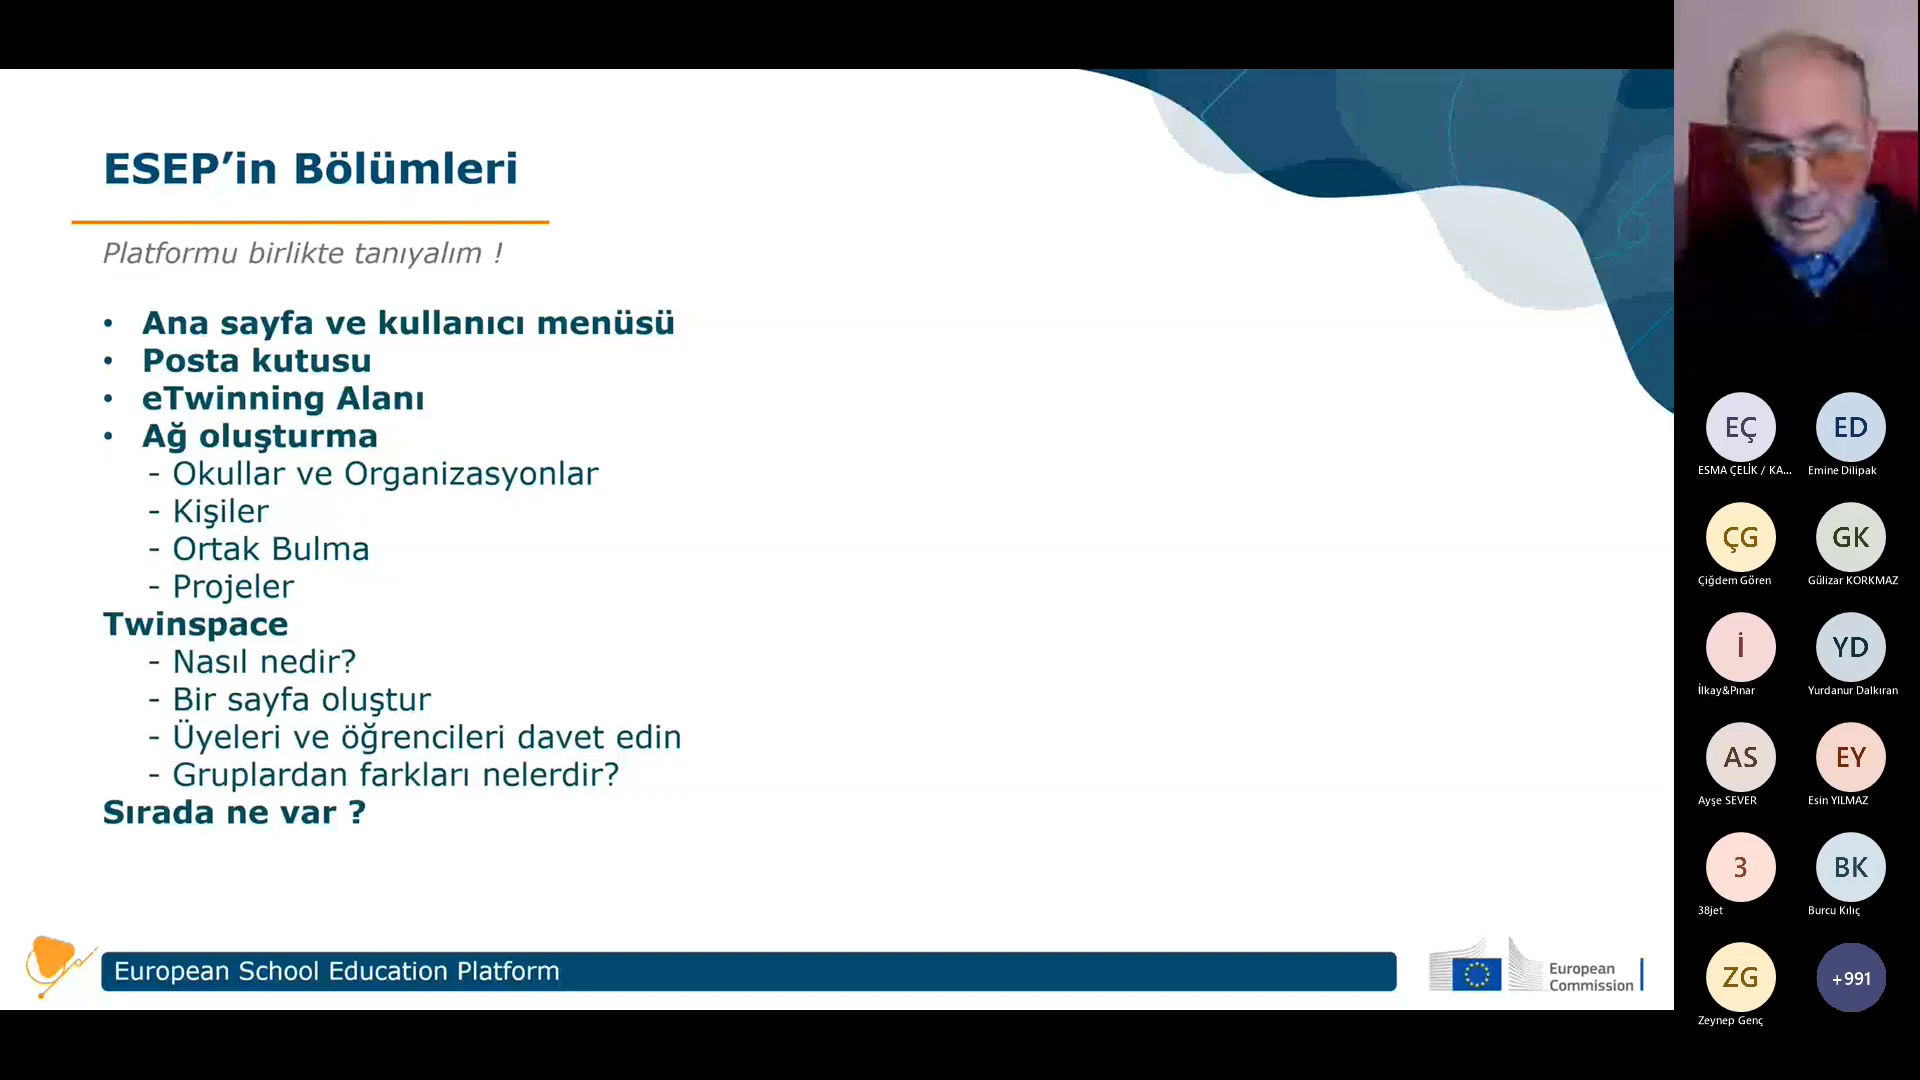 ESEP’in Bölümleri
Platformu birlikte tanıyalım !
• Ana sayfa ve kullanıcı menüsü
• Posta kutusu
• eTwinning Alanı
• Ağ oluşturma
- Okullar ve Organizasyonlar
- Kişiler
- Ortak Bulma
- Projeler
Twinspace
- Nasıl nedir?
- Bir sayfa oluştur
- Üyeleri ve öğrencileri davet edin
- Gruplardan farkları nelerdir?
Sırada ne var ?
European School Education Platform
European
Commission
EÇ
ESMA ÇELİK / KA...
ED
Emine Dilipak
ÇG
Çiğdem Gören
GK
Gülizar KORKMAZ
İ
İlkay&Pınar
YD
Yurdanur Dalkıran
AS
Ayşe SEVER
EY
Esin YILMAZ
3
38jet
BK
Burcu Kılıç
ZG
Zeynep Genç
+991